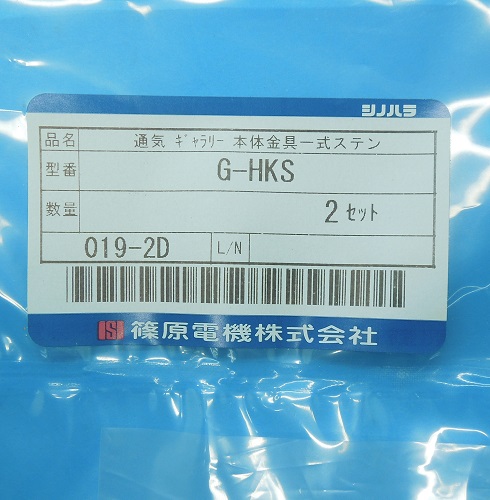 シノハラ
品名 通気 ギャラリー 本体金具一式ステン
型番 G-HKS
数量 2 セット
019-2D L/N
篠原電機株式会社